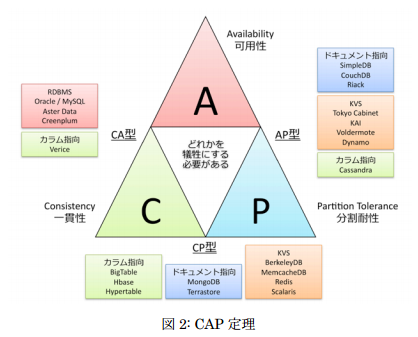 Availability
可用性
A
ドキュメント指向
SimpleDB
CouchDB
Riack
RDBMS
Oracle / MySQL
Aster Data
Creenplum
カラム指向
Verice
CA型
どれかを
犠牲にする
必要がある
AP型
KVS
Tokyo Cabinet
KAI
Voldermote
Dynamo
カラム指向
Cassandra
Consistency
一貫性
C
P
Partition Tolerance
分割耐性
CP型
カラム指向
BigTable
Hbase
Hypertable
ドキュメント指向
MongoDB
Terrastore
KVS
BerkeleyDB
MemcacheDB
Redis
Scalaris
図 2: CAP 定理